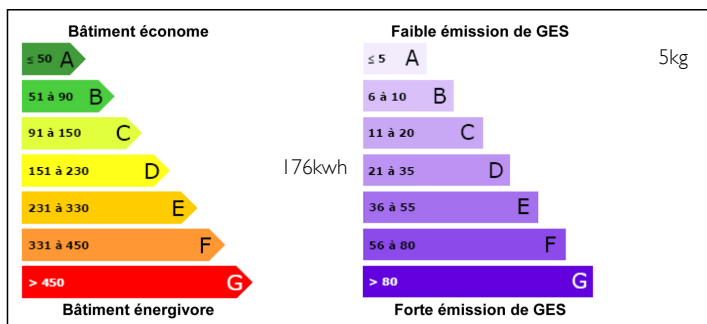 Bâtiment économe
≤ 50 A
51 à 90 B
91 à 150 C
151 à 230 D
176kwh
231 à 330 E
331 à 450 F
> 450 G
Bâtiment énergivore
Faible émission de GES
≤ 5 A
5kg
6 à 10 B
11 à 20 C
21 à 35 D
36 à 55 E
56 à 80 F
> 80 G
Forte émission de GES